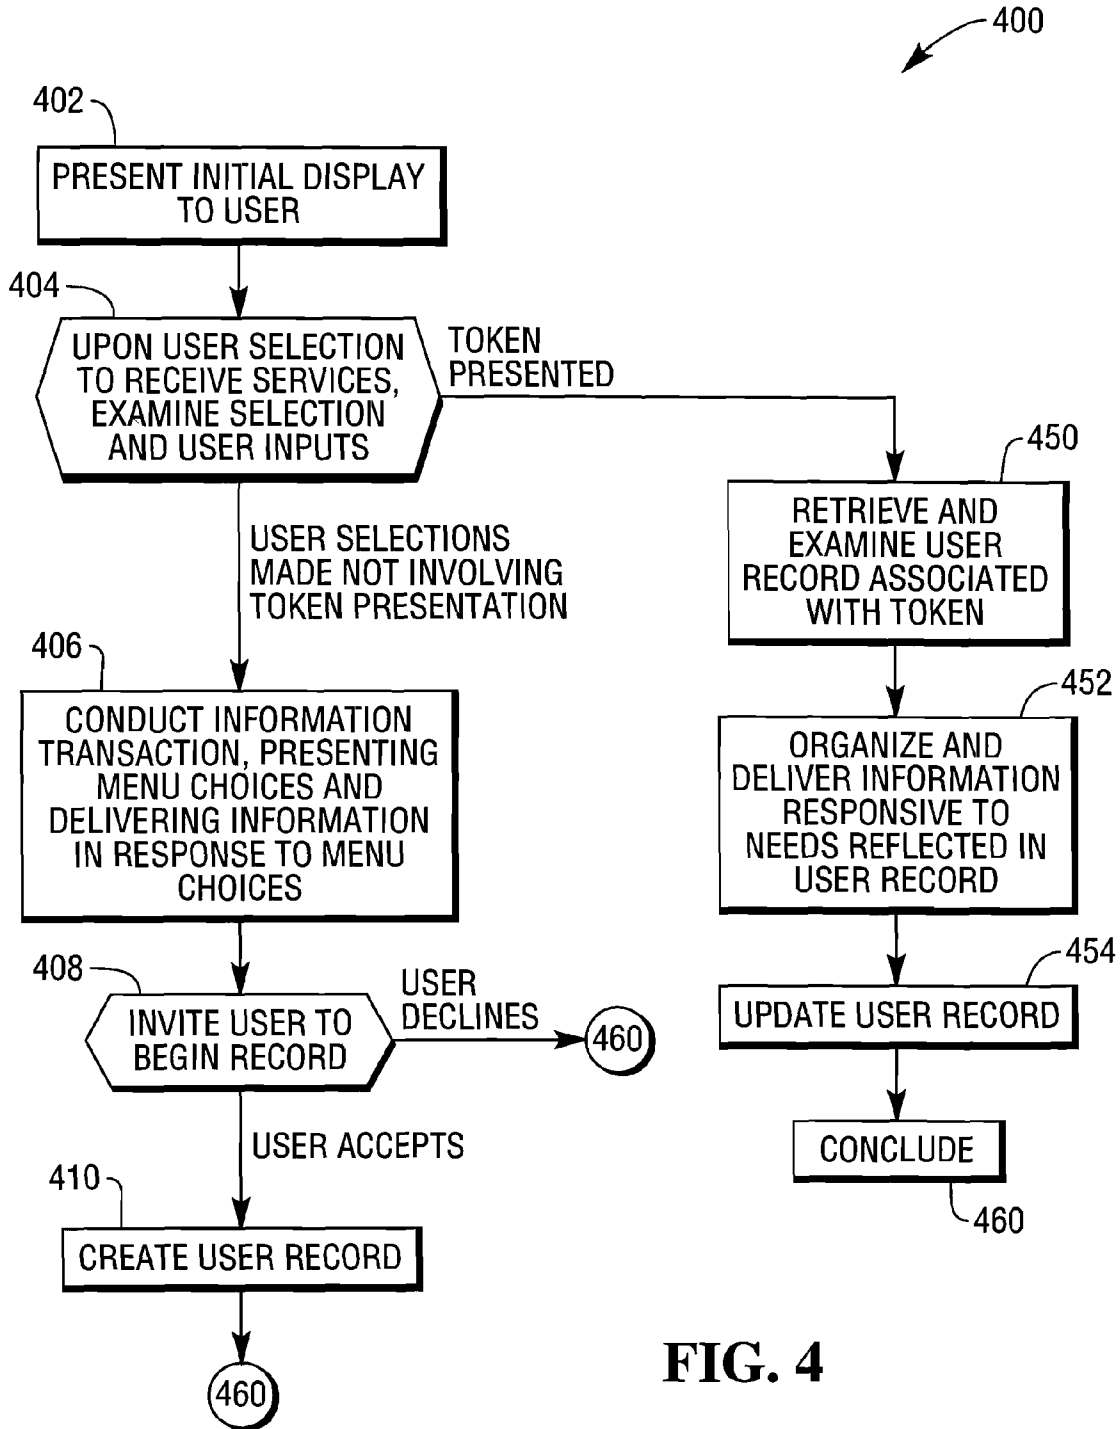 400
402
PRESENT INITIAL DISPLAY
TO USER
404
UPON USER SELECTION
TO RECEIVE SERVICES,
EXAMINE SELECTION
AND USER INPUTS
TOKEN
PRESENTED
USER SELECTIONS
MADE NOT INVOLVING
TOKEN PRESENTATION
406
CONDUCT INFORMATION
TRANSACTION, PRESENTING
MENU CHOICES AND
DELIVERING INFORMATION
IN RESPONSE TO MENU
CHOICES
408
INVITE USER TO
BEGIN RECORD
USER
DECLINES
460
USER ACCEPTS
410
CREATE USER RECORD
460
450
RETRIEVE AND
EXAMINE USER
RECORD ASSOCIATED
WITH TOKEN
452
ORGANIZE AND
DELIVER INFORMATION
RESPONSIVE TO
NEEDS REFLECTED IN
USER RECORD
454
UPDATE USER RECORD
CONCLUDE
460
FIG. 4